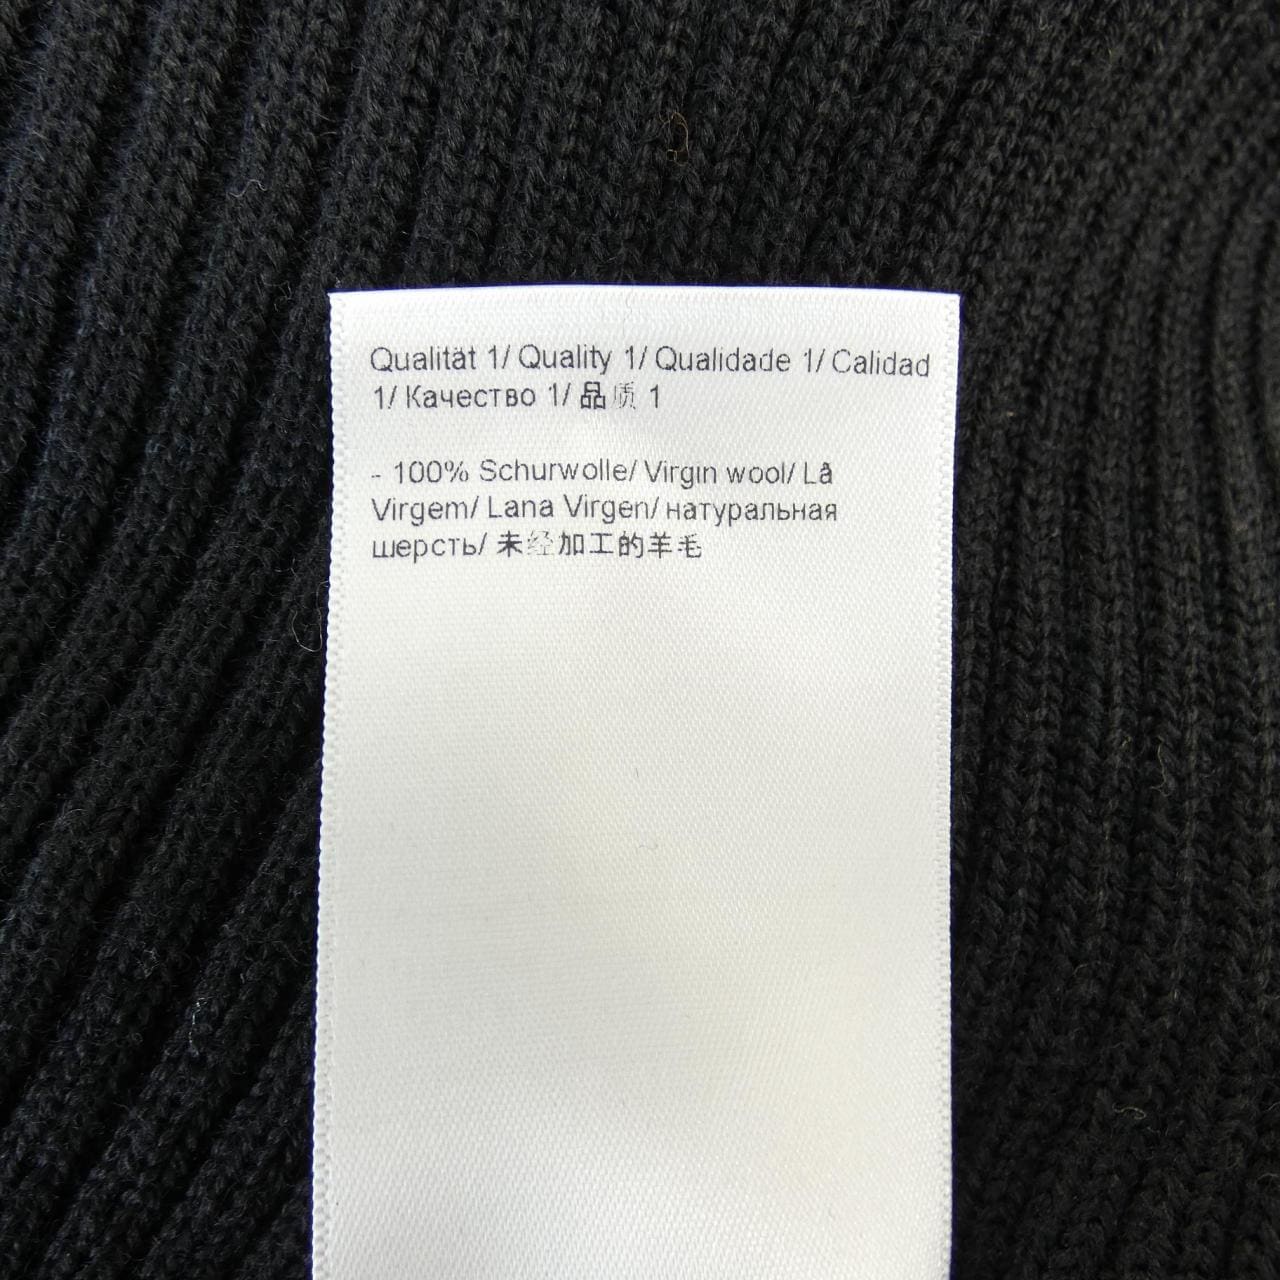 Qualität 1/ Quality 1/ Qualidade 1/ Calidad
1/ Качество 1/ 品质 1
- 100% Schurwolle/ Virgin wool/ Lã
Virgem/ Lana Virgen/ натуральная
шерсть/ 未经加工的羊毛